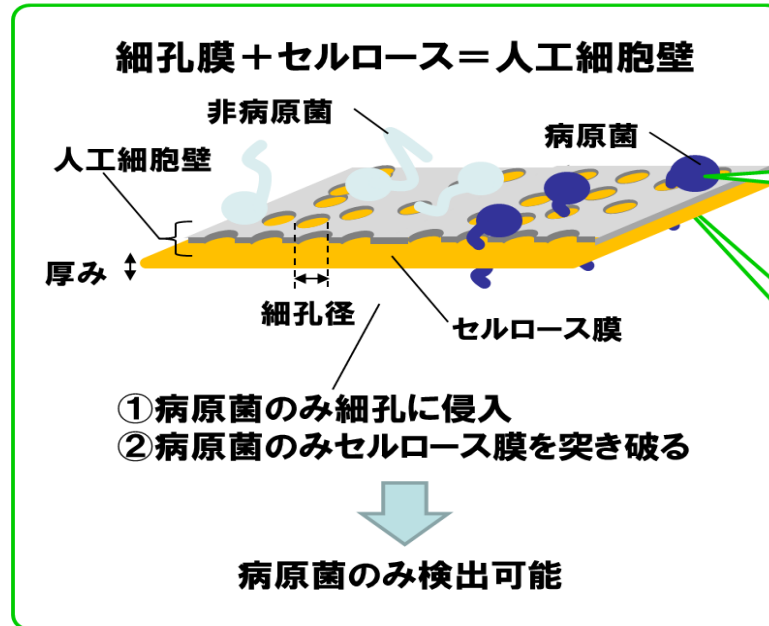 細孔膜＋セルロース＝人工細胞壁
非病原菌
病原菌
人工細胞壁
厚み
細孔径
セルロース膜
①病原菌のみ細孔に侵入
②病原菌のみセルロース膜を突き破る
病原菌のみ検出可能